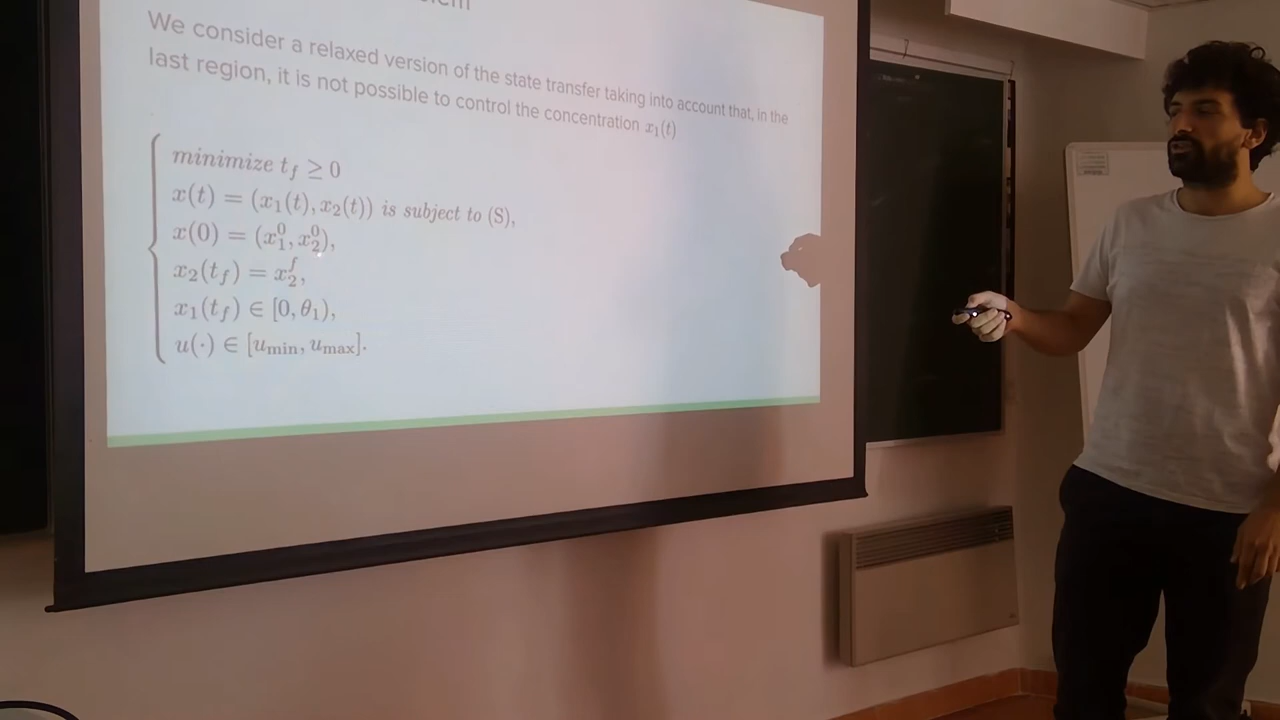 We consider a relaxed version of the state transfer taking into account that, in the
last region, it is not possible to control the concentration x₁(t)
minimize t_f ≥ 0
x(t) = (x₁(t), x₂(t)) is subject to (S),
x(0) = (x₁⁰, x₂⁰),
x₂(t_f) = x₂ᶠ,
x₁(t_f) ∈ [0, θ₁),
u(·) ∈ [u_min, u_max].